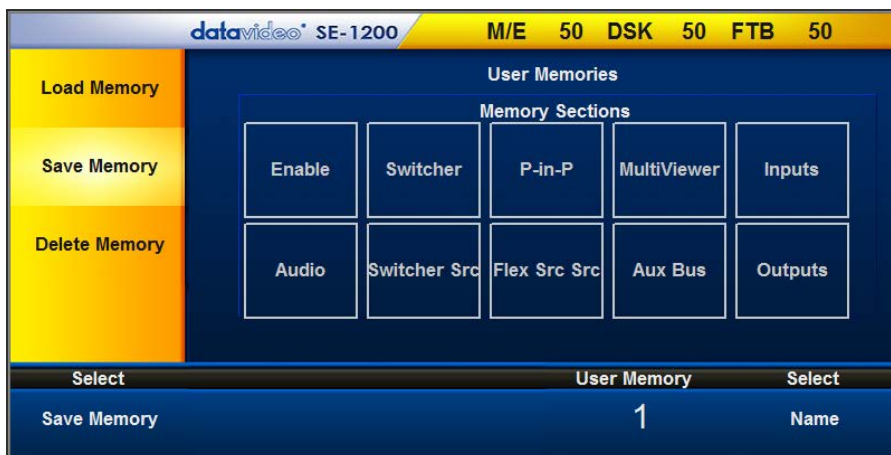 datavideo SE-1200 M/E 50 DSK 50 FTB 50
Load Memory
Save Memory
Delete Memory
User Memories
Memory Sections
Enable Switcher P-in-P MultiViewer Inputs
Audio Switcher Src Flex Src Src Aux Bus Outputs
Select User Memory Select
Save Memory 1 Name